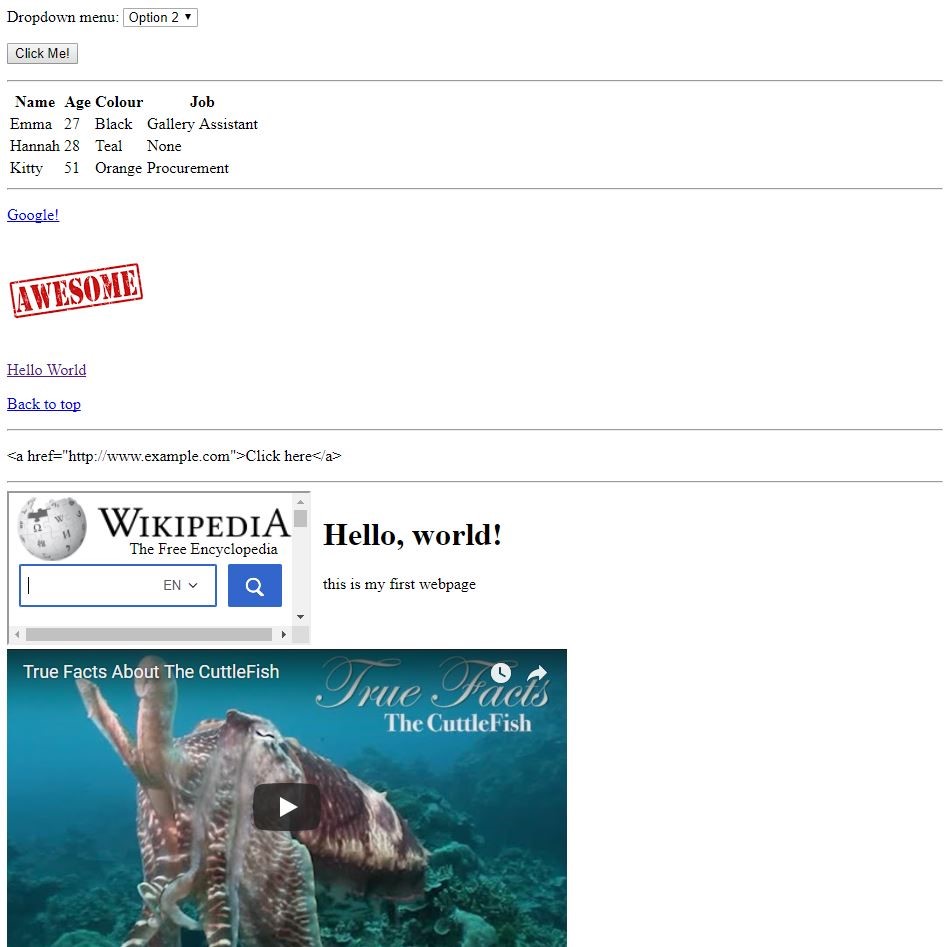 Dropdown menu: Option 2
Click Me!
Name Age Colour Job
Emma 27 Black Gallery Assistant
Hannah 28 Teal None
Kitty 51 Orange Procurement
Google!
AWESOME
Hello World
Back to top
<a href="http://www.example.com">Click here</a>
WIKIPEDIA
The Free Encyclopedia
EN
Hello, world!
this is my first webpage
True Facts About The CuttleFish
True Facts
The CuttleFish